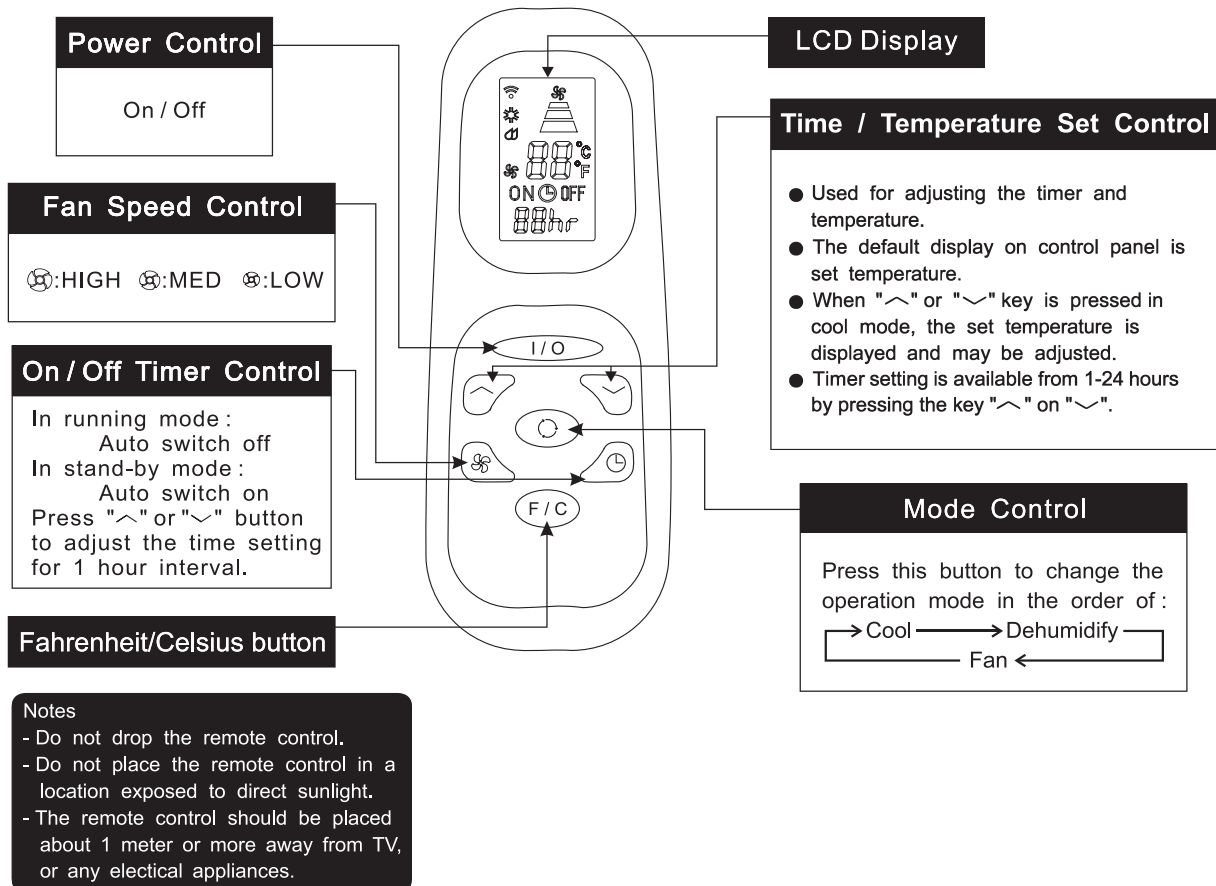 Power Control
On / Off
Fan Speed Control
:HIGH :MED :LOW
On / Off Timer Control
In running mode :
Auto switch off
In stand-by mode :
Auto switch on
Press "︿" or "﹀" button
to adjust the time setting
for 1 hour interval.
Fahrenheit/Celsius button
Notes
- Do not drop the remote control.
- Do not place the remote control in a
location exposed to direct sunlight.
- The remote control should be placed
about 1 meter or more away from TV,
or any electical appliances.
°C
88 °F
ON OFF
88hr
I / O
F / C
LCD Display
Time / Temperature Set Control
● Used for adjusting the timer and
temperature.
● The default display on control panel is
set temperature.
● When "︿" or "﹀" key is pressed in
cool mode, the set temperature is
displayed and may be adjusted.
● Timer setting is available from 1-24 hours
by pressing the key "︿" on "﹀".
Mode Control
Press this button to change the
operation mode in the order of :
Cool → Dehumidify
Fan